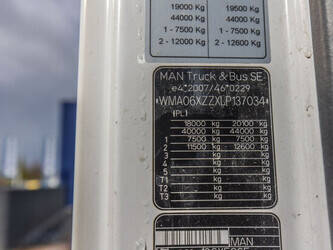 19000 Kg 19500 Kg
44000 Kg 44000 Kg
1 - 7500 Kg 1 - 7500 Kg
2 - 12000 Kg 2 - 12600 Kg
MAN Truck & Bus SE
e4*2007/46*0229
*WMA06XZZXLP137034*
(PL)
18000 kg 20100 kg
40000 kg 44000 kg
1 7500 kg 7500 kg
2 11500 kg 12600 kg
3 kg kg
4 kg kg
5 kg kg
T1 kg kg
T2 kg kg
T3 kg kg
MAN